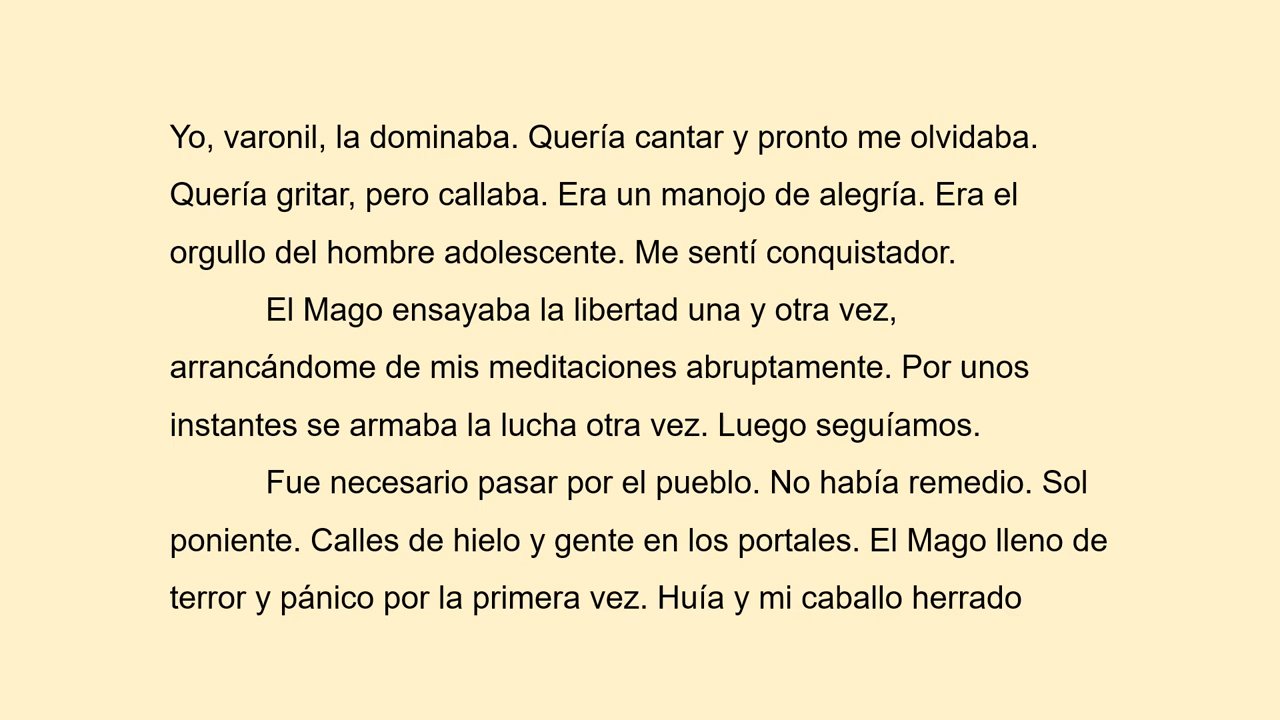 Yo, varonil, la dominaba. Quería cantar y pronto me olvidaba.
Quería gritar, pero callaba. Era un manojo de alegría. Era el
orgullo del hombre adolescente. Me sentí conquistador.
El Mago ensayaba la libertad una y otra vez,
arrancándome de mis meditaciones abruptamente. Por unos
instantes se armaba la lucha otra vez. Luego seguíamos.
Fue necesario pasar por el pueblo. No había remedio. Sol
poniente. Calles de hielo y gente en los portales. El Mago lleno de
terror y pánico por la primera vez. Huía y mi caballo herrado